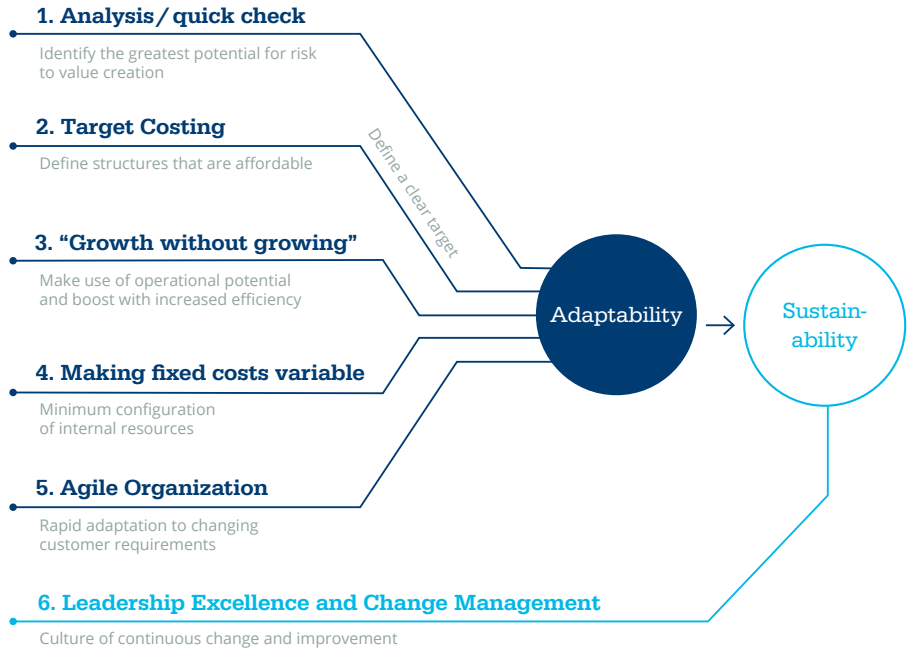 1. Analysis / quick check
Identify the greatest potential for risk
to value creation
2. Target Costing
Define structures that are affordable
Define a clear target
3. “Growth without growing”
Make use of operational potential
and boost with increased efficiency
Adaptability
Sustain-
ability
4. Making fixed costs variable
Minimum configuration
of internal resources
5. Agile Organization
Rapid adaptation to changing
customer requirements
6. Leadership Excellence and Change Management
Culture of continuous change and improvement